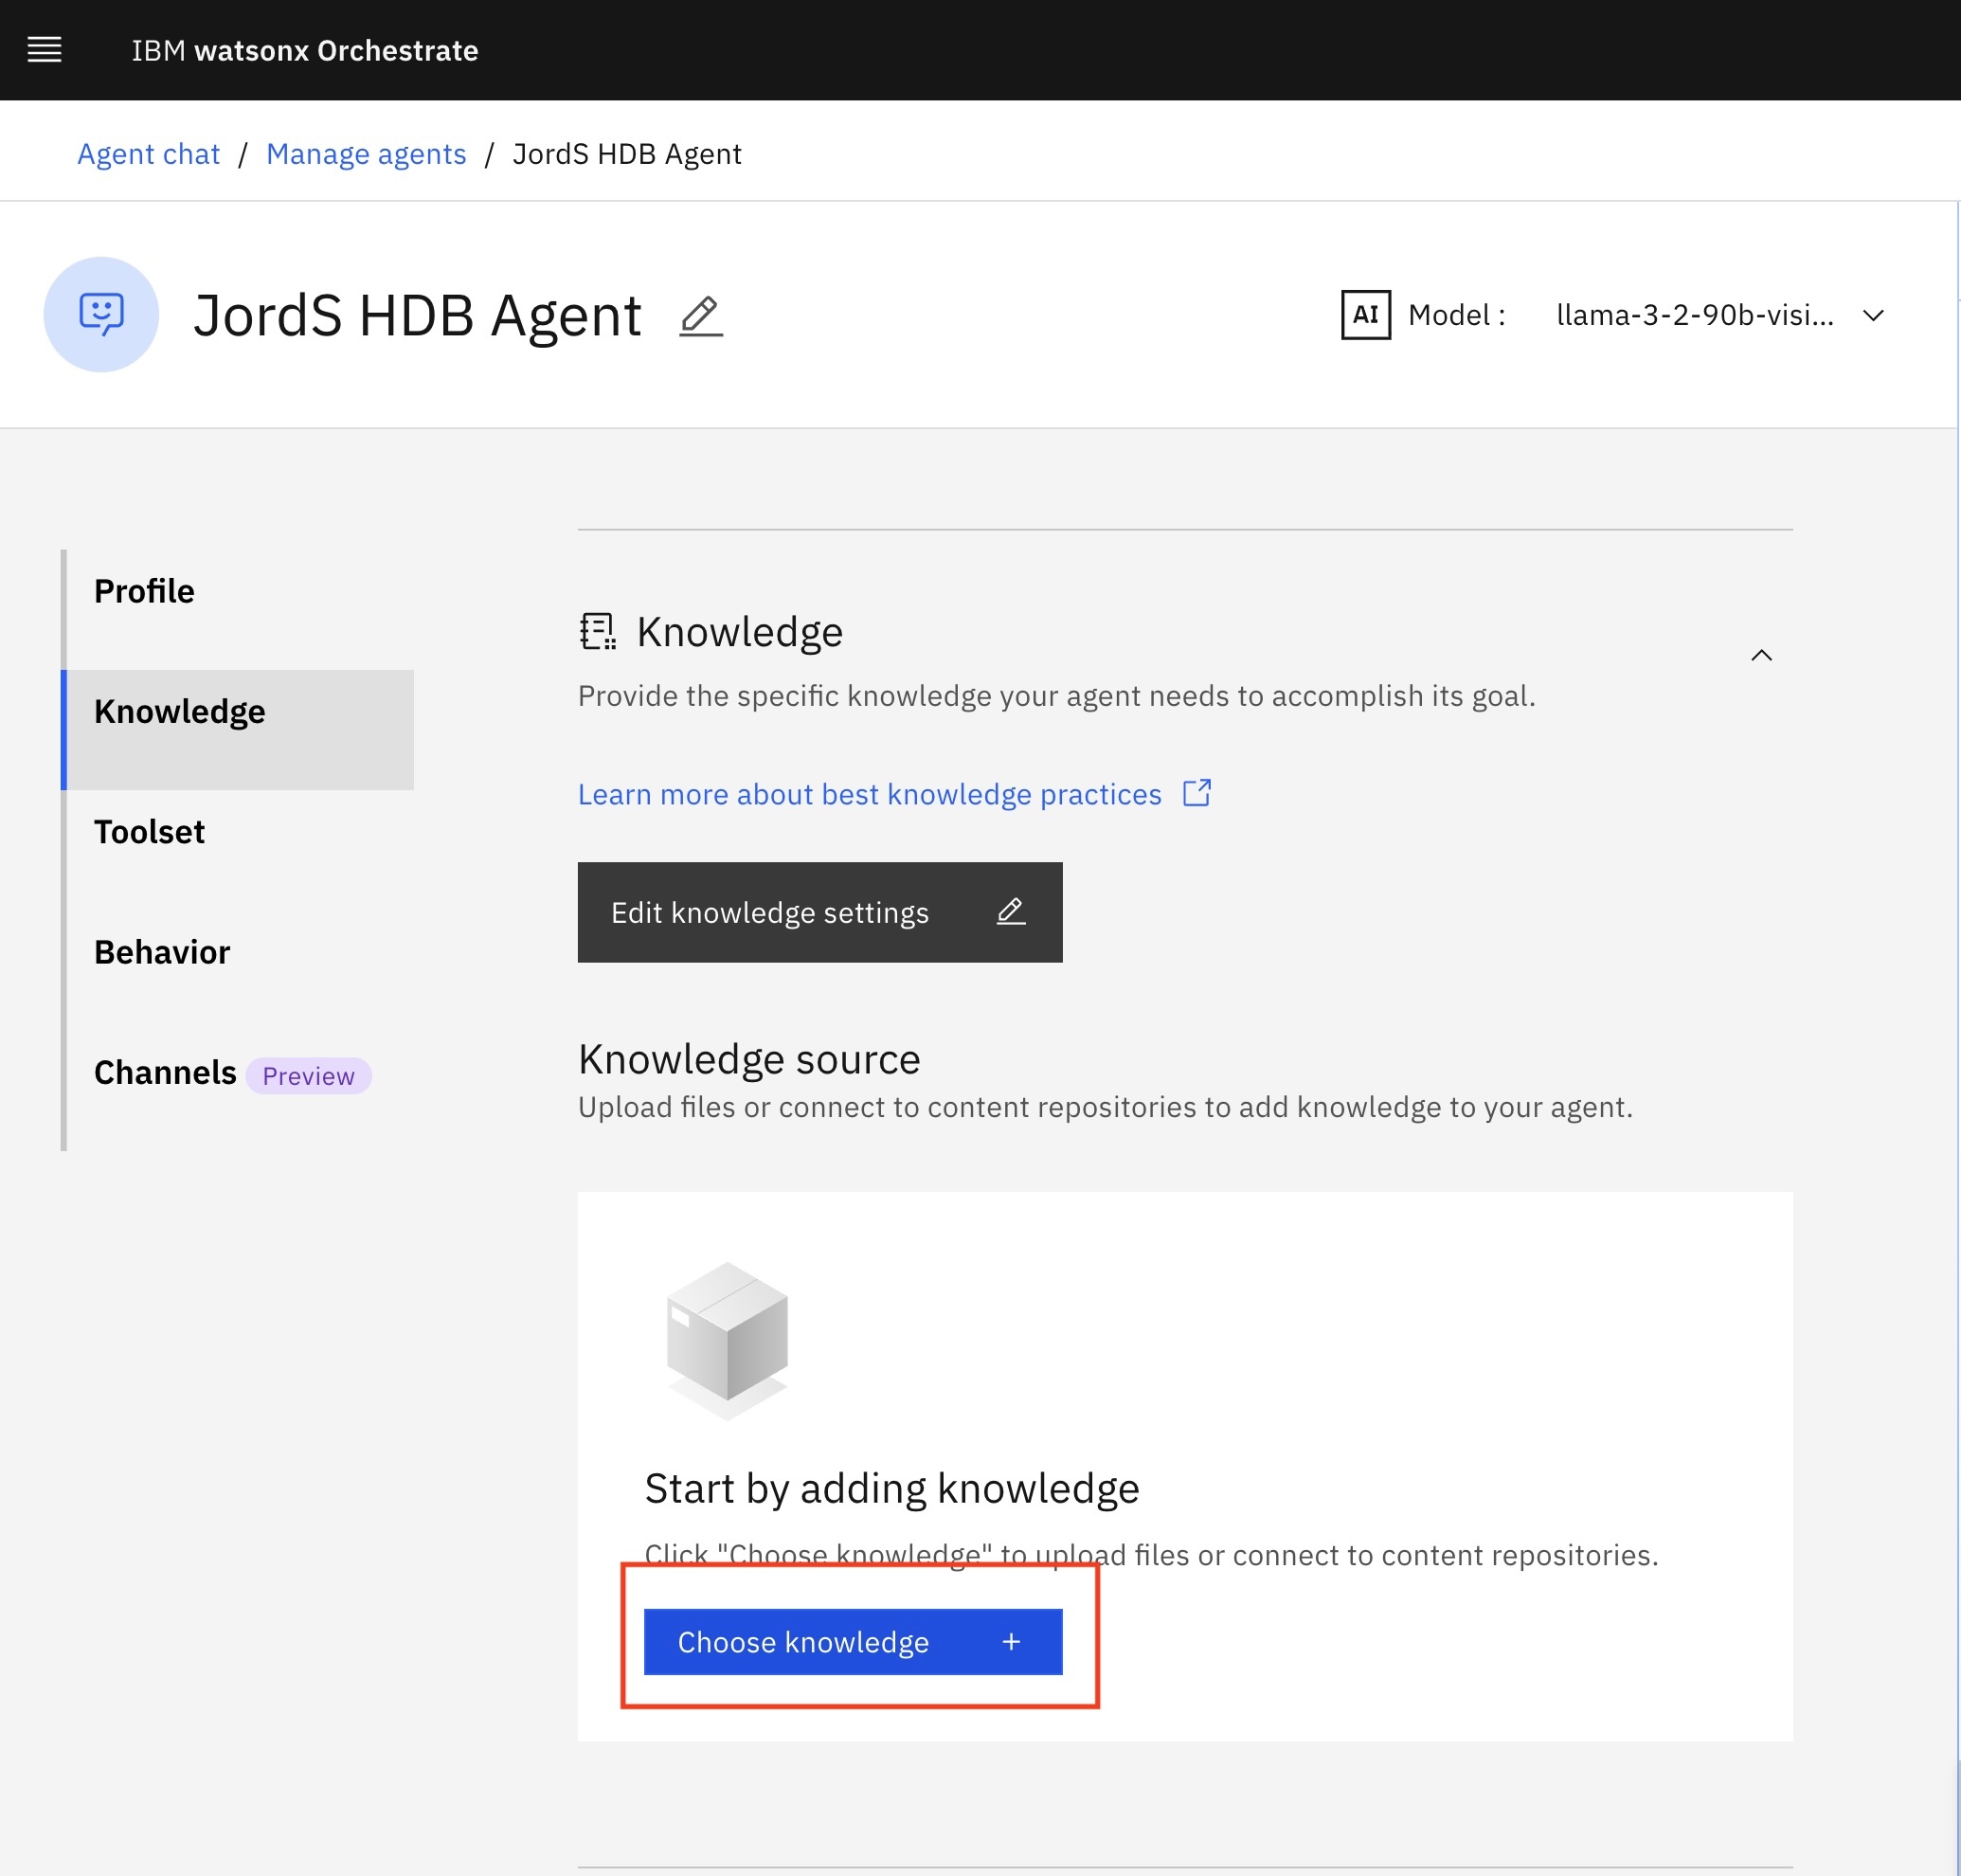 IBM watsonx Orchestrate
Agent chat / Manage agents / JordS HDB Agent
JordS HDB Agent
AI Model : llama-3-2-90b-visi...
Profile
Knowledge
Toolset
Behavior
Channels Preview
Knowledge
Provide the specific knowledge your agent needs to accomplish its goal.
Learn more about best knowledge practices
Edit knowledge settings
Knowledge source
Upload files or connect to content repositories to add knowledge to your agent.
Start by adding knowledge
Click "Choose knowledge" to upload files or connect to content repositories.
Choose knowledge +